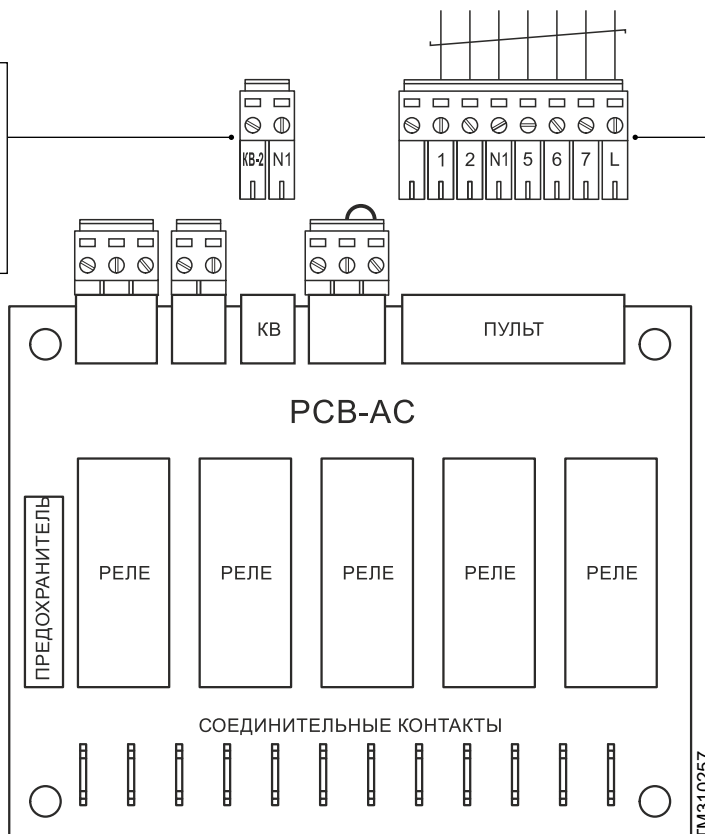 КВ-2 N1
1 2 N1 5 6 7 L
КВ
ПУЛЬТ
PCB-AC
ПРЕДОХРАНИТЕЛЬ
РЕЛЕ РЕЛЕ РЕЛЕ РЕЛЕ РЕЛЕ
СОЕДИНИТЕЛЬНЫЕ КОНТАКТЫ
TM310257